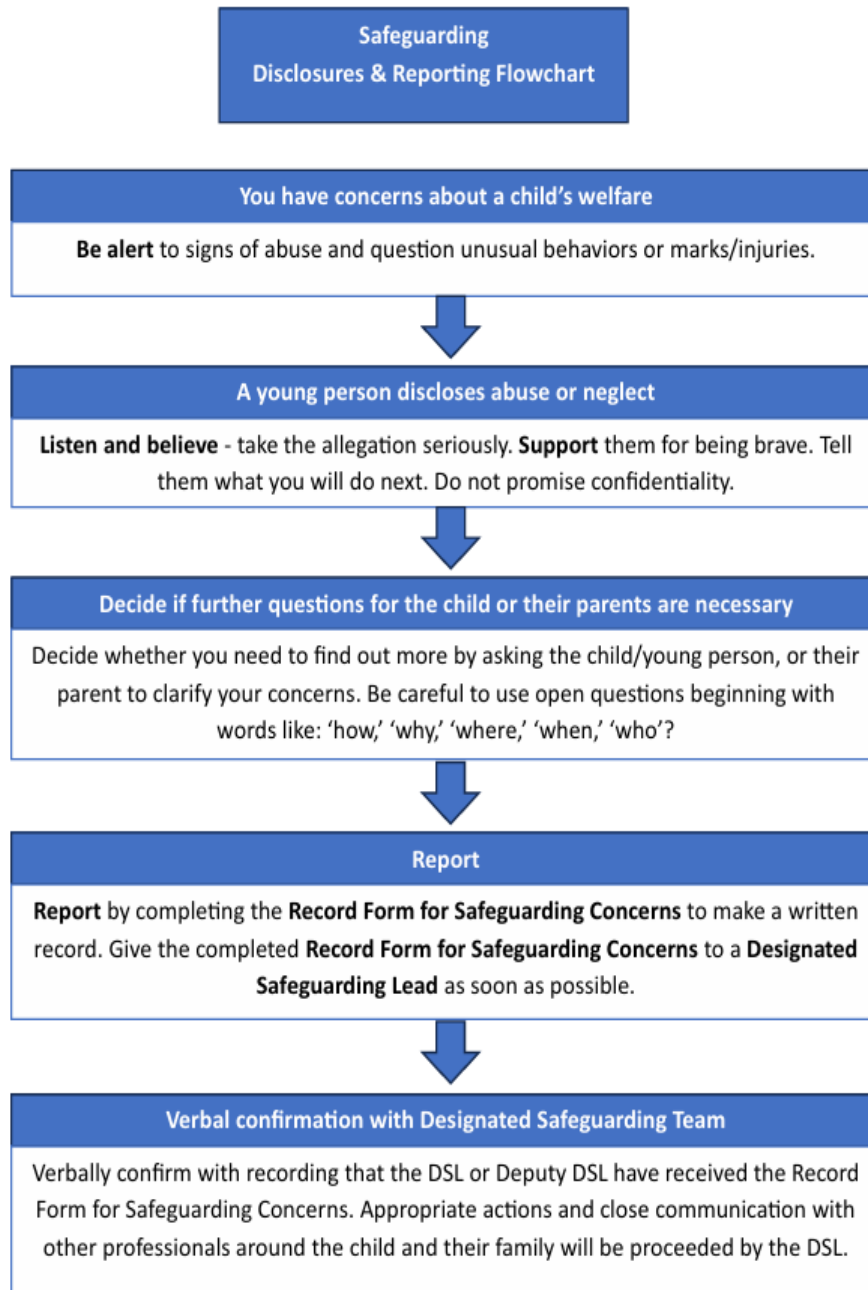 Safeguarding
Disclosures & Reporting Flowchart
You have concerns about a child’s welfare
Be alert to signs of abuse and question unusual behaviors or marks/injuries.
A young person discloses abuse or neglect
Listen and believe - take the allegation seriously. Support them for being brave. Tell
them what you will do next. Do not promise confidentiality.
Decide if further questions for the child or their parents are necessary
Decide whether you need to find out more by asking the child/young person, or their
parent to clarify your concerns. Be careful to use open questions beginning with
words like: ‘how,’ ‘why,’ ‘where,’ ‘when,’ ‘who’?
Report
Report by completing the Record Form for Safeguarding Concerns to make a written
record. Give the completed Record Form for Safeguarding Concerns to a Designated
Safeguarding Lead as soon as possible.
Verbal confirmation with Designated Safeguarding Team
Verbally confirm with recording that the DSL or Deputy DSL have received the Record
Form for Safeguarding Concerns. Appropriate actions and close communication with
other professionals around the child and their family will be proceeded by the DSL.